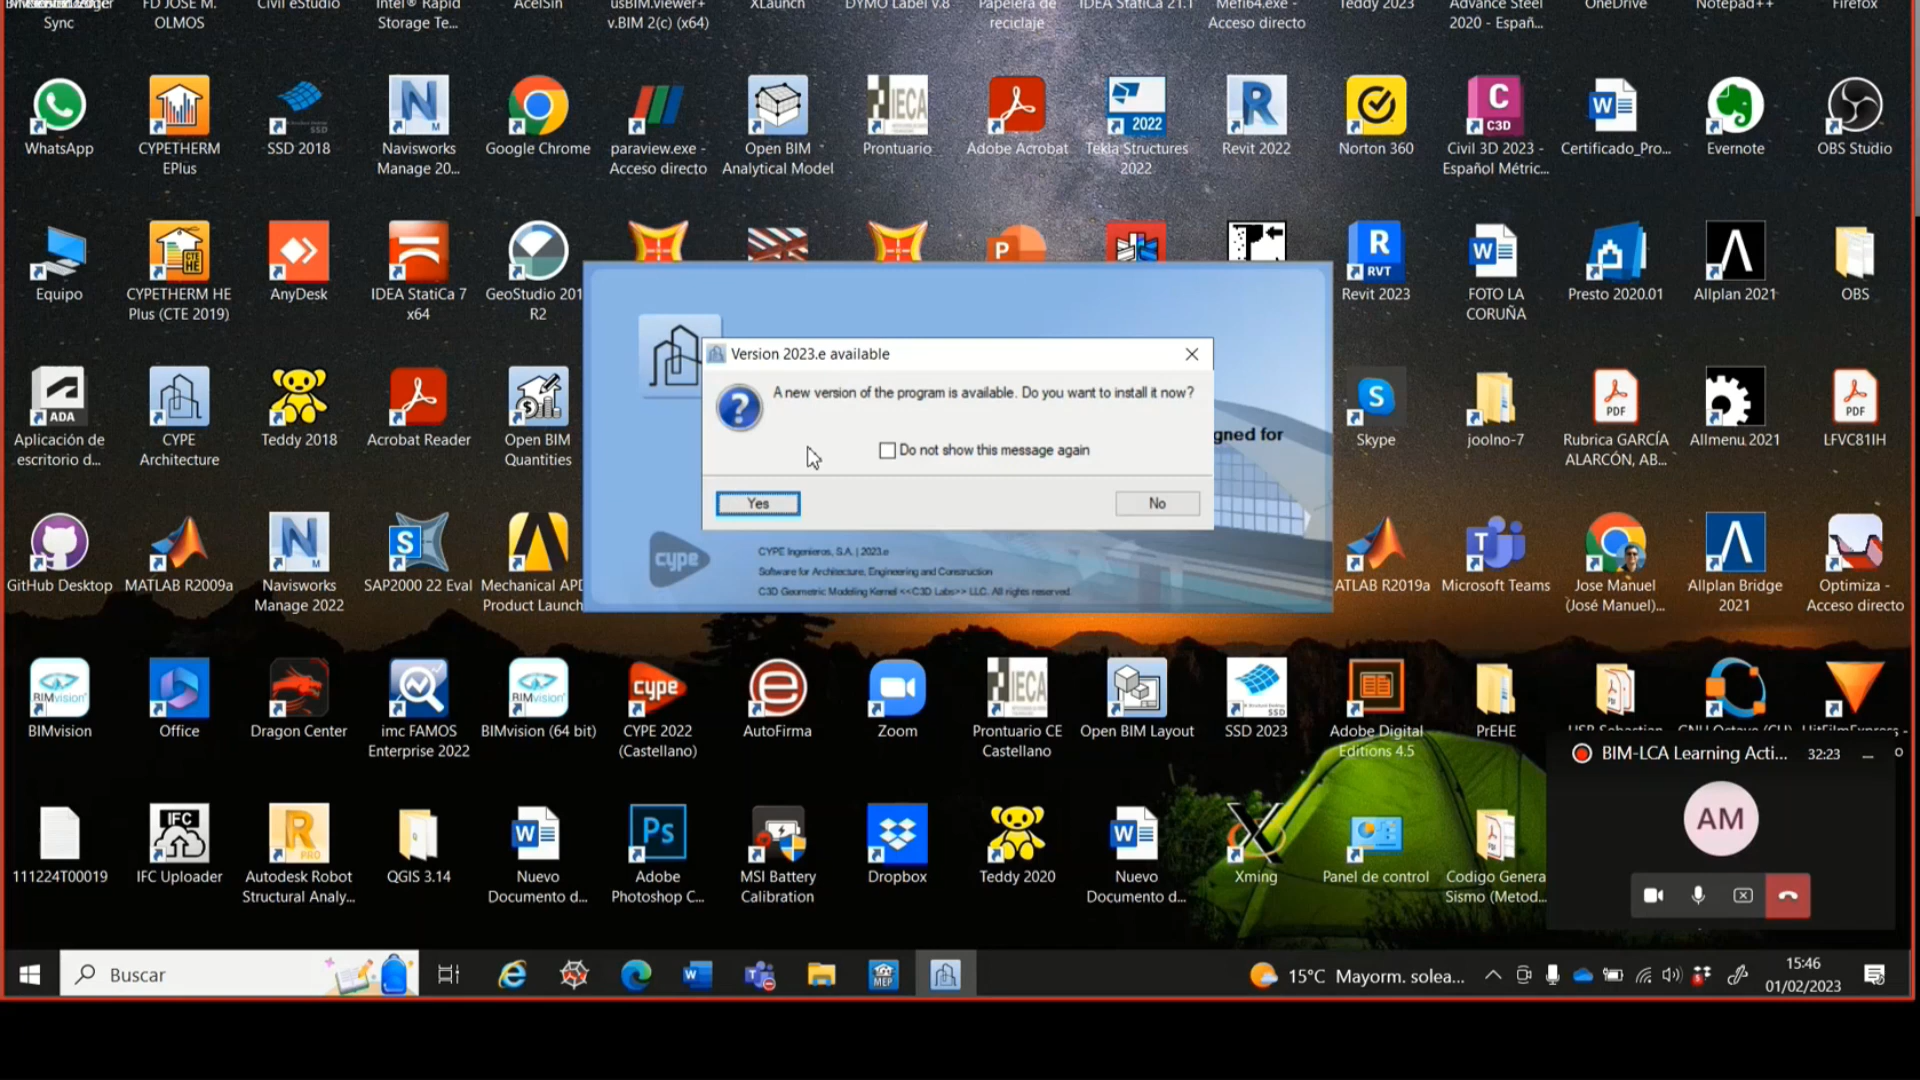 Sync
FD JOSE M.
OLMOS
Civil eStudio
Intel® Rapid
Storage Te...
AcelSin
usBIM.viewer+
v.BIM 2(c) (x64)
XLaunch
DYMO Label v.8
Papelera de
reciclaje
IDEA StatiCa 21.1
Mefi64.exe -
Acceso directo
Teddy 2023
Advance Steel
2020 - Españ...
OneDrive
Notepad++
Firefox
WhatsApp
CYPETHERM
EPlus
SSD 2018
Navisworks
Manage 20...
Google Chrome
paraview.exe -
Acceso directo
Open BIM
Analytical Model
Prontuario
Adobe Acrobat
Tekla Structures
2022
Revit 2022
Norton 360
Civil 3D 2023 -
Español Métric...
Certificado_Pro...
Evernote
OBS Studio
Equipo
CYPETHERM HE
Plus (CTE 2019)
AnyDesk
IDEA StatiCa 7
x64
GeoStudio 201
R2
Revit 2023
FOTO LA
CORUÑA
Presto 2020.01
Allplan 2021
OBS
Version 2023.e available
A new version of the program is available. Do you want to install it now?
Do not show this message again
Yes
No
gned for
cype
CYPE Ingenieros, S.A. | 2023.e
Software for Architecture, Engineering and Construction
C3D Geometric Modeling Kernel <<C3D Labs>> LLC. All rights reserved.
Aplicación de
escritorio d...
CYPE
Architecture
Teddy 2018
Acrobat Reader
Open BIM
Quantities
Skype
joolno-7
Rubrica GARCÍA
ALARCÓN, AB...
Allmenu 2021
LFVC81IH
GitHub Desktop
MATLAB R2009a
Navisworks
Manage 2022
SAP2000 22 Eval
Mechanical APD
Product Launch
ATLAB R2019a
Microsoft Teams
Jose Manuel
(José Manuel)...
Allplan Bridge
2021
Optimiza -
Acceso directo
BIMvision
Office
Dragon Center
imc FAMOS
Enterprise 2022
BIMvision (64 bit)
CYPE 2022
(Castellano)
AutoFirma
Zoom
Prontuario CE
Castellano
Open BIM Layout
SSD 2023
Adobe Digital
Editions 4.5
PrEHE
BIM-LCA Learning Acti...
32:23
AM
111224T00019
IFC Uploader
Autodesk Robot
Structural Analy...
QGIS 3.14
Nuevo
Documento d...
Adobe
Photoshop C...
MSI Battery
Calibration
Dropbox
Teddy 2020
Nuevo
Documento d...
Xming
Panel de control
Codigo Genera
Sismo (Metod...
Buscar
15°C Mayorm. solea...
15:46
01/02/2023